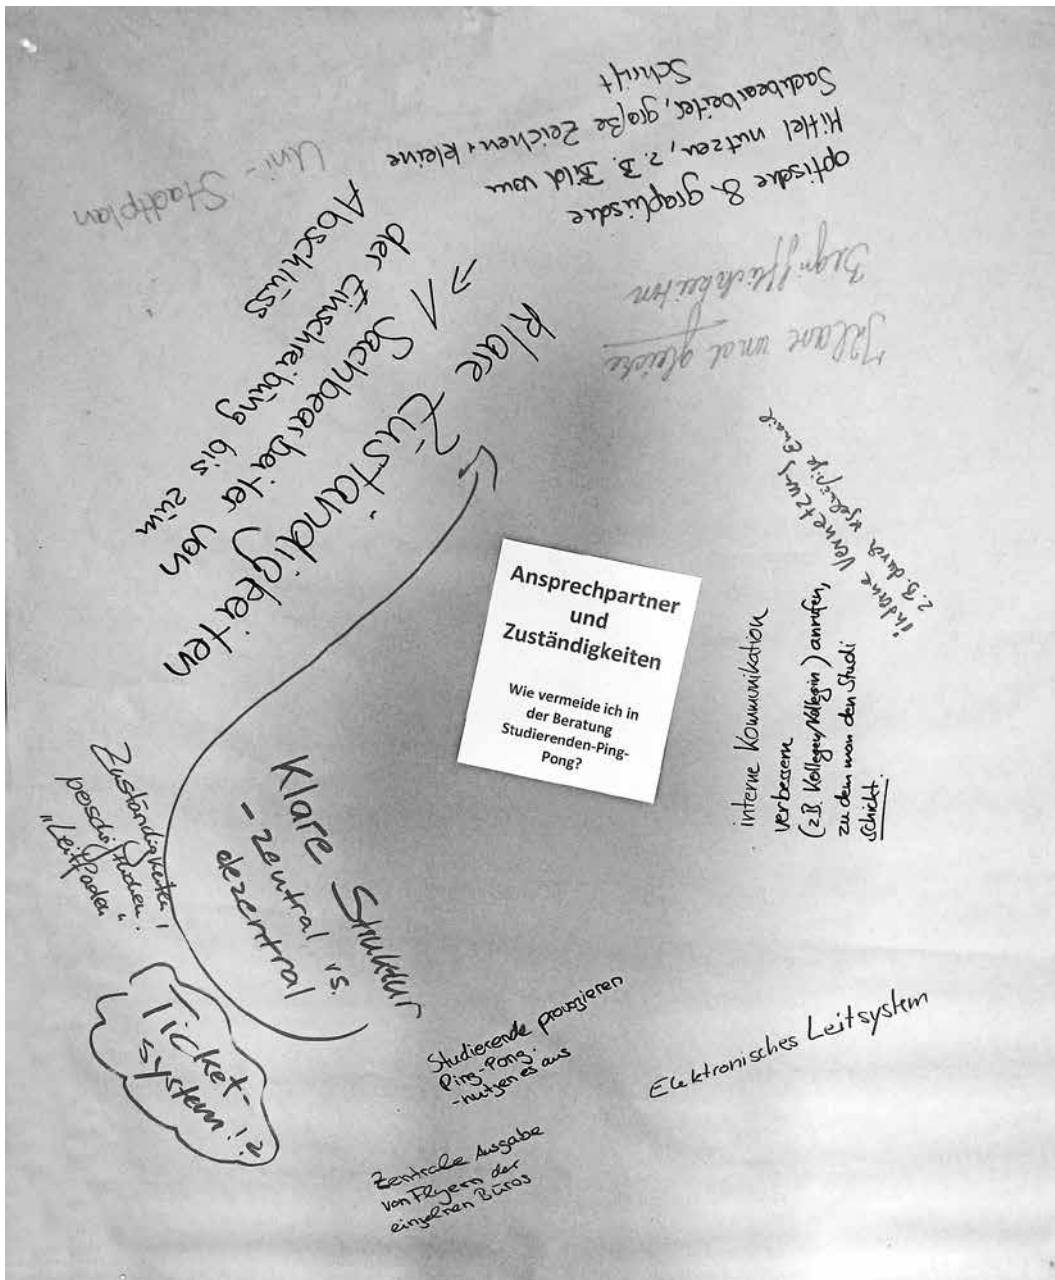 Ansprechpartner
und
Zuständigkeiten
Wie vermeide ich in
der Beratung
Studierenden-Ping-
Pong?
optische & graphische
Mittel nutzen, z.B. Bild vom
Sachbearbeiter, große Zeichen, kleine
Schrift
Uni-Stadtplan
Klare und gleiche
Begrifflichkeiten
Klare Zuständigkeiten
→ 1 Sachbearbeiter von
der Einschreibung bis zum
Abschluss
interne Vernetzung
z.B. durch regelmäßige Email
interne Kommunikation
verbessern
(z.B. Kollegen/Kollegin) anrufen,
zu dem man den Studi
schickt.
Klare Struktur
- zentral vs.
dezentral
Zuständigkeiten!
"Leitfaden"
Ticket-
system!?
Studierende provozieren
Ping-Pong.
- nutzen es aus
Elektronisches Leitsystem
Zentrale Ausgabe
von Flyern der
einzelnen Büros